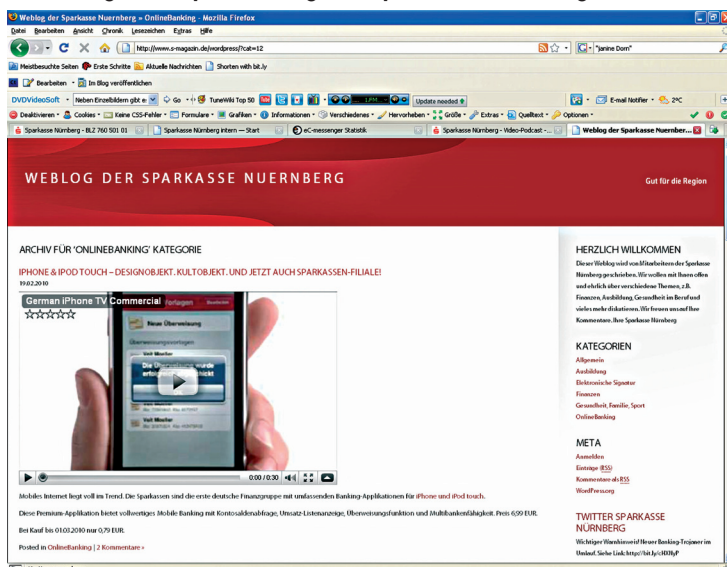 Weblog der Sparkasse Nuernberg » OnlineBanking - Mozilla Firefox
Datei Bearbeiten Ansicht Chronik Lesezeichen Extras Hilfe
http://www.s-magazin.de/wordpress/?cat=12
"Janine Dorn"
Meistbesuchte Seiten Erste Schritte Aktuelle Nachrichten Shorten with bit.ly
Bearbeiten Im Blog veröffentlichen
DVDVideoSoft Neben Einzelbildern gibt e: Go TuneWiki Top 50 Update needed E-mail Notifier 2°C
Deaktivieren Cookies Keine CSS-Fehler Formulare Grafiken Informationen Verschiedenes Hervorheben Größe Extras Quelltext Optionen
Sparkasse Nürnberg - BLZ 760 501 01 Sparkasse Nürnberg intern — Start eC-messenger Statistik Sparkasse Nürnberg - Video-Podcast -... Weblog der Sparkasse Nuernber...
WEBLOG DER SPARKASSE NUERNBERG
Gut für die Region
ARCHIV FÜR ‘ONLINEBANKING’ KATEGORIE
IPHONE & IPOD TOUCH – DESIGNOBJEKT. KULTOBJEKT. UND JETZT AUCH SPARKASSEN-FILIALE!
19.02.2010
German iPhone TV Commercial
Neue Überweisung
Überweisungsvorlagen
Veit Muster
Die Überweisung wurde
0:00 / 0:30
Mobiles Internet liegt voll im Trend. Die Sparkassen sind die erste deutsche Finanzgruppe mit umfassenden Banking-Applikationen für iPhone und iPod touch.
Diese Premium-Applikation bietet vollwertiges Mobile Banking mit Kontosaldenabfrage, Umsatz-Listenanzeige, Überweisungsfunktion und Multibankenfähigkeit. Preis 6,99 EUR.
Bei Kauf bis 01.03.2010 nur 0,79 EUR.
Posted in OnlineBanking | 2 Kommentare »
HERZLICH WILLKOMMEN
Dieser Weblog wird von Mitarbeitern der Sparkasse
Nürnberg geschrieben. Wir wollen mit Ihnen offen
und ehrlich über verschiedene Themen, z.B.
Finanzen, Ausbildung, Gesundheit im Beruf und
vieles mehr diskutieren. Wir freuen uns auf Ihre
Kommentare. Ihre Sparkasse Nürnberg
KATEGORIEN
Allgemein
Ausbildung
Elektronische Signatur
Finanzen
Gesundheit, Familie, Sport
OnlineBanking
META
Anmelden
Einträge (RSS)
Kommentare als RSS
WordPress.org
TWITTER SPARKASSE
NÜRNBERG
Wichtiger Warnhinweis! Neuer Banking-Trojaner im